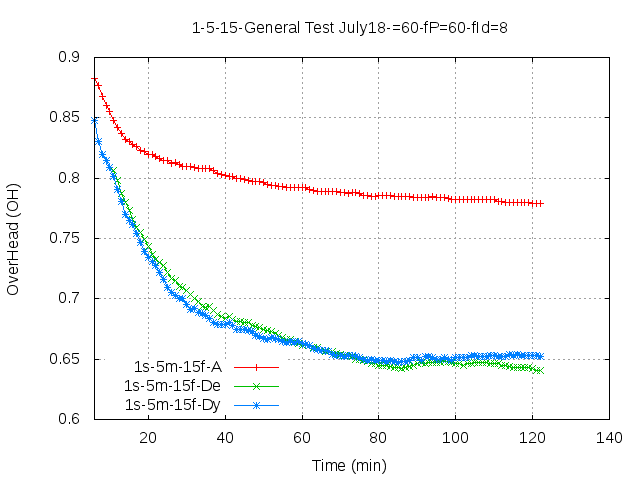 1-5-15-General Test July18-=60-fP=60-fId=8
0.9
0.85
0.8
0.75
0.7
0.65
0.6
OverHead (OH)
1s-5m-15f-A
1s-5m-15f-De
1s-5m-15f-Dy
20 40 60 80 100 120 140
Time (min)